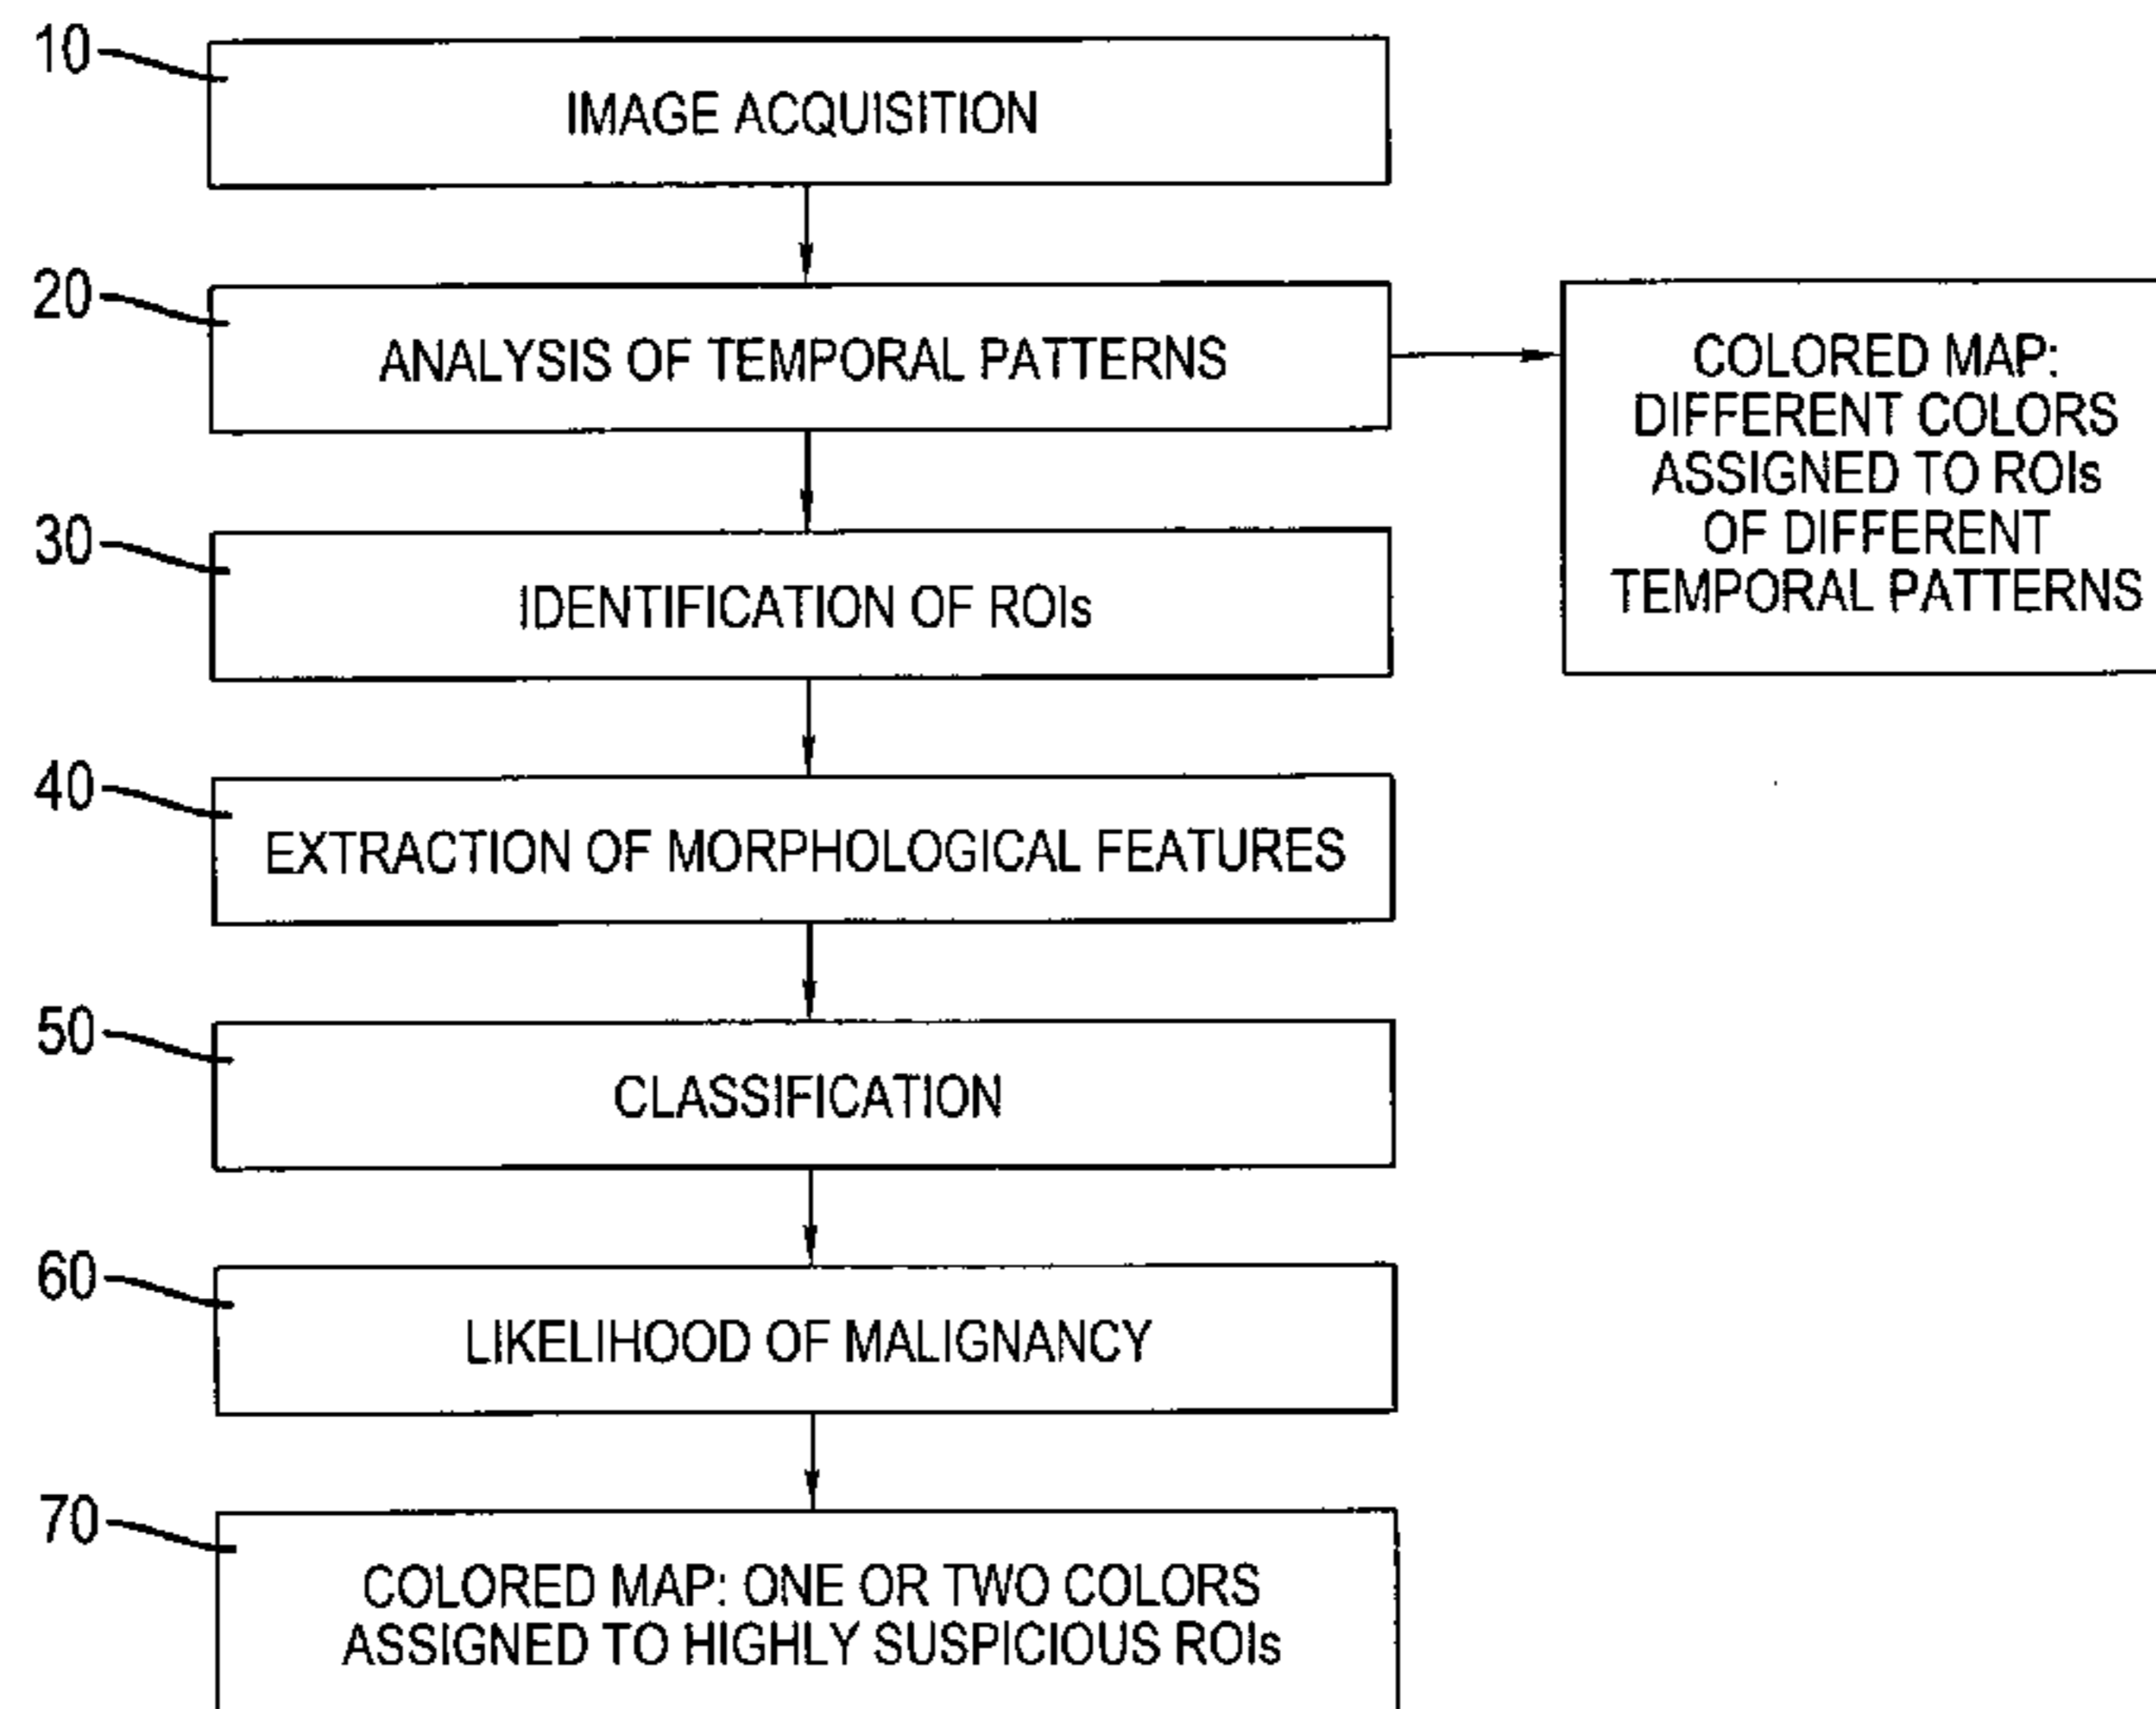 10
IMAGE ACQUISITION
20
ANALYSIS OF TEMPORAL PATTERNS
COLORED MAP:
DIFFERENT COLORS
ASSIGNED TO ROIs
OF DIFFERENT
TEMPORAL PATTERNS
30
IDENTIFICATION OF ROIs
40
EXTRACTION OF MORPHOLOGICAL FEATURES
50
CLASSIFICATION
60
LIKELIHOOD OF MALIGNANCY
70
COLORED MAP: ONE OR TWO COLORS
ASSIGNED TO HIGHLY SUSPICIOUS ROIs